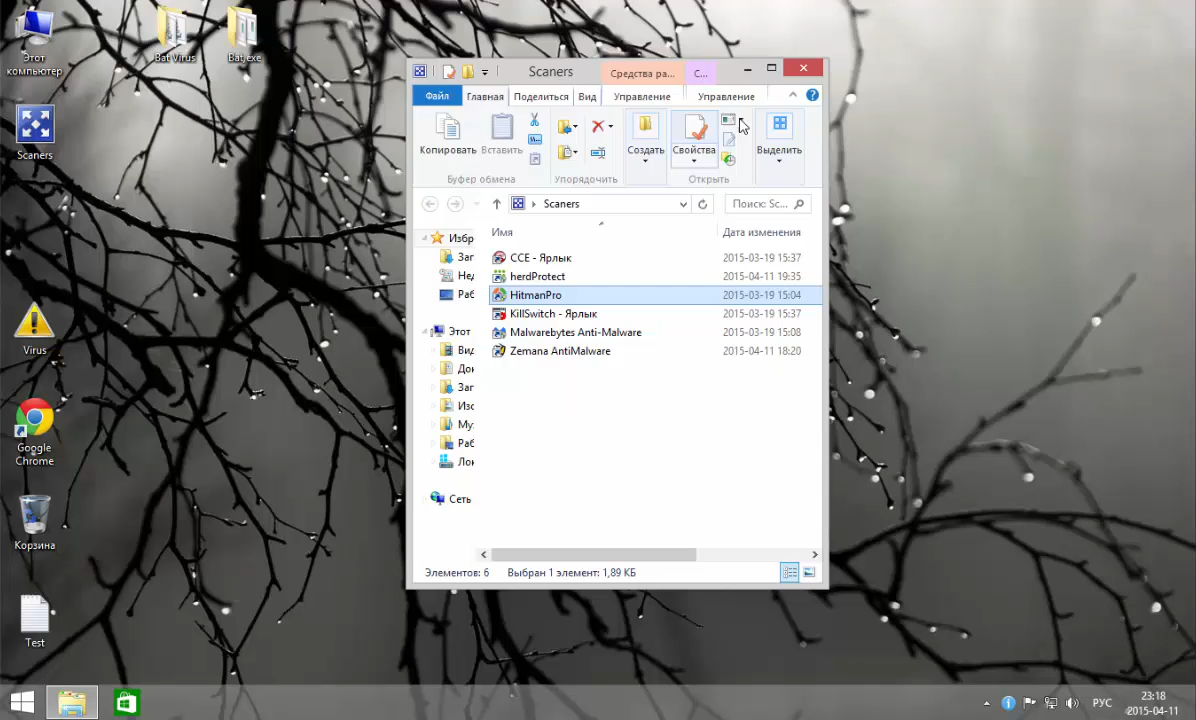 Этот
компьютер
Bat Virus
Bat exe
Scaners
Virus
Google
Chrome
Корзина
Test
Scaners
Средства ра...
С...
Файл
Главная
Поделиться
Вид
Управление
Управление
Копировать
Вставить
Создать
Свойства
Выделить
Буфер обмена
Упорядочить
Открыть
Scaners
Поиск: Sc...
Имя
Дата изменения
CCE - Ярлык 2015-03-19 15:37
herdProtect 2015-04-11 19:35
HitmanPro 2015-03-19 15:04
KillSwitch - Ярлык 2015-03-19 15:37
Malwarebytes Anti-Malware 2015-03-19 15:08
Zemana AntiMalware 2015-04-11 18:20
Избр
Заг
Нед
Раб
Этот
Вид
Док
Заг
Изо
Муз
Раб
Лок
Сеть
Элементов: 6
Выбран 1 элемент: 1,89 КБ
РУС
23:18
2015-04-11